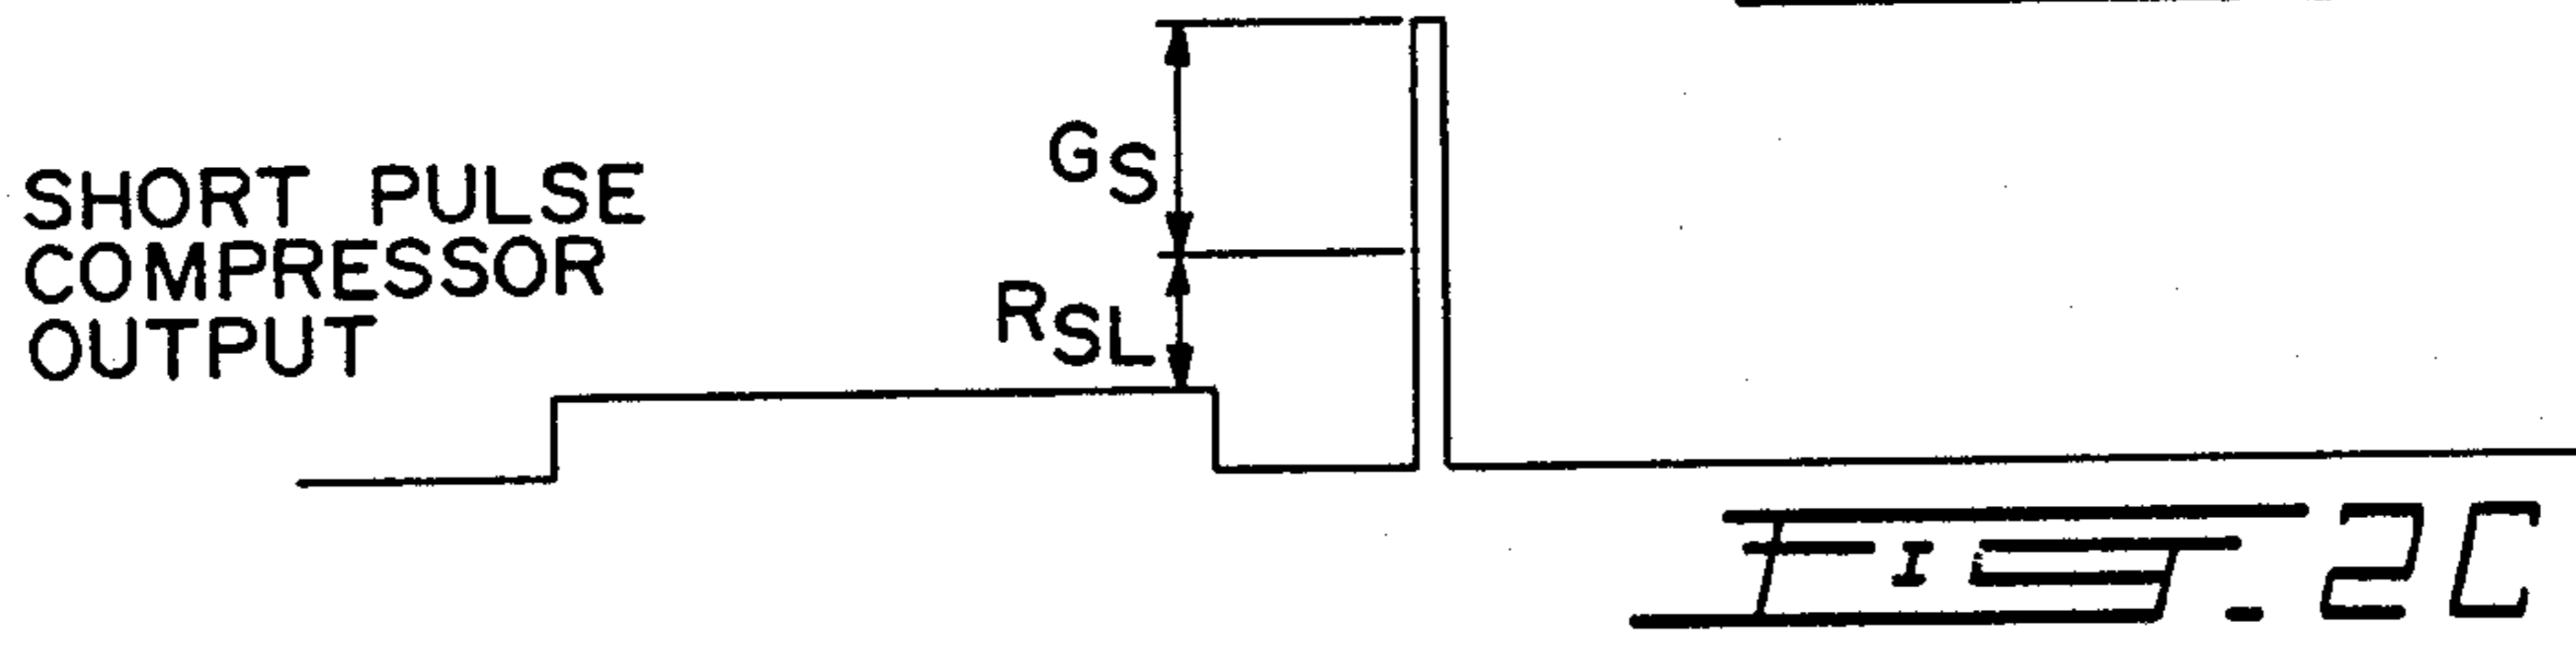 GS
SHORT PULSE
COMPRESSOR
OUTPUT
RSL
FIG. 2C